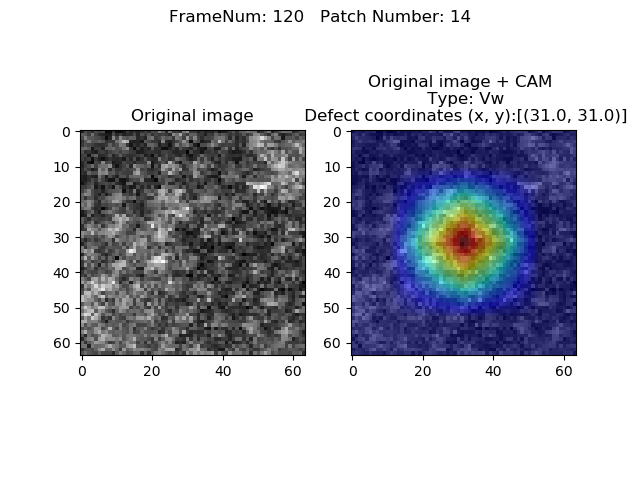 FrameNum: 120   Patch Number: 14
Original image
Original image + CAM
Type: Vw
Defect coordinates (x, y):[(31.0, 31.0)]
0
10
20
30
40
50
60
0 20 40 60
0
10
20
30
40
50
60
0 20 40 60